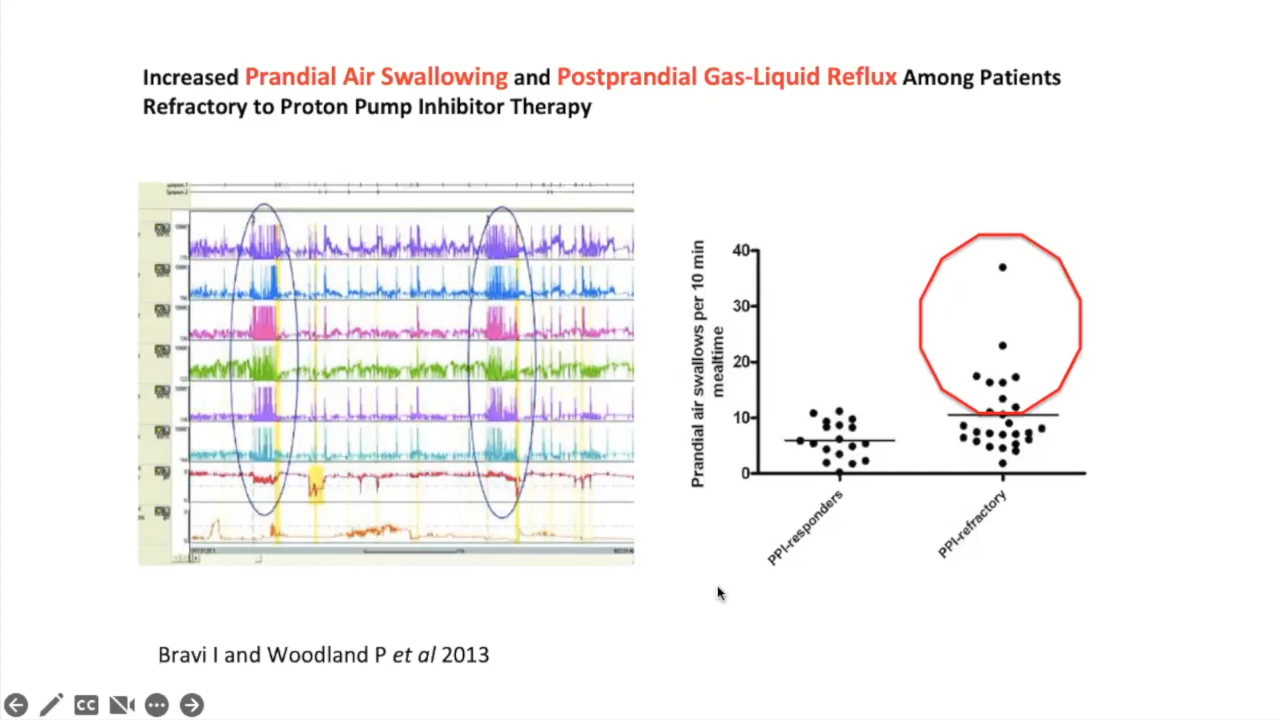 Increased Prandial Air Swallowing and Postprandial Gas-Liquid Reflux Among Patients
Refractory to Proton Pump Inhibitor Therapy
Prandial air swallows per 10 min
mealtime
40
30
20
10
0
PPI-responders
PPI-refractory
Bravi I and Woodland P et al 2013
CC